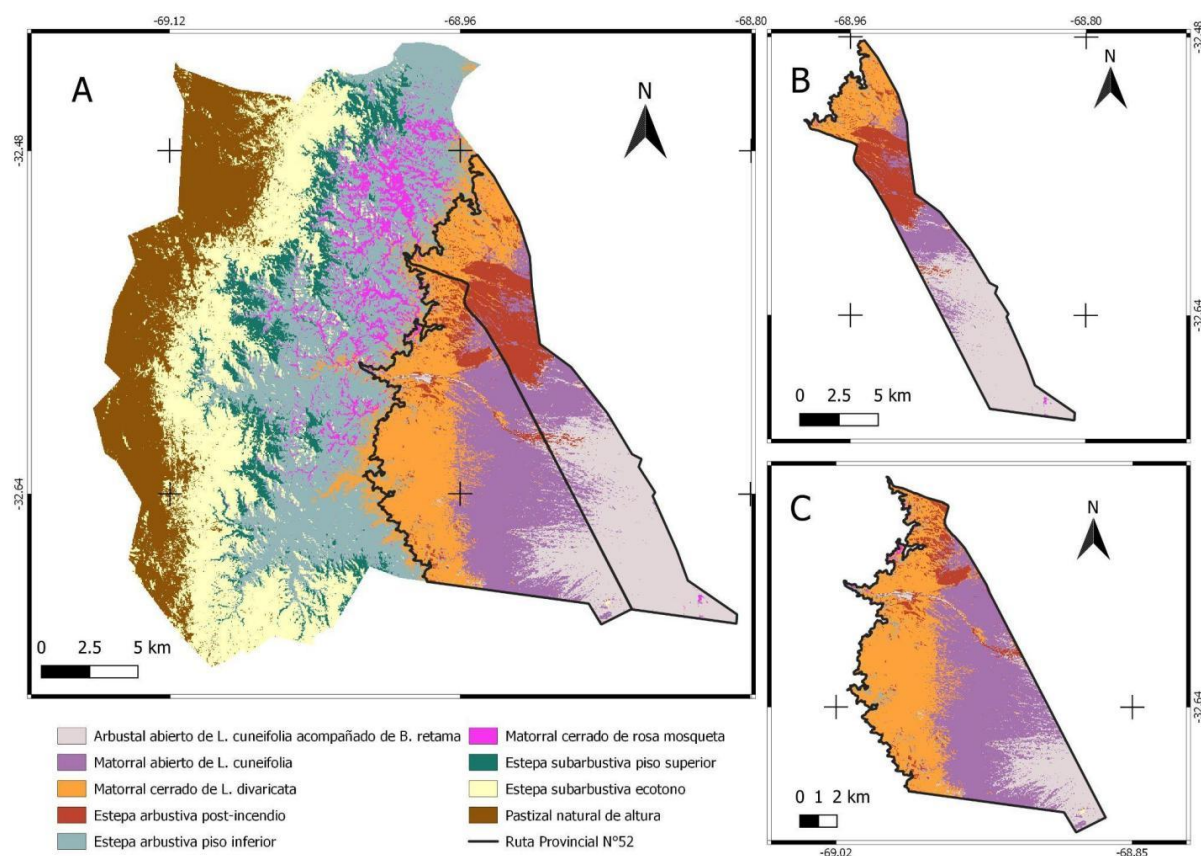 -69.12
-68.96
-68.80
-32.48
-32.64
A
N
0 2.5 5 km
-68.96
-68.80
-32.48
-32.64
B
N
0 2.5 5 km
C
N
-32.64
0 1 2 km
-69.02
-68.85
Arbustal abierto de L. cuneifolia acompañado de B. retama
Matorral abierto de L. cuneifolia
Matorral cerrado de L. divaricata
Estepa arbustiva post-incendio
Estepa arbustiva piso inferior
Matorral cerrado de rosa mosqueta
Estepa subarbustiva piso superior
Estepa subarbustiva ecotono
Pastizal natural de altura
Ruta Provincial N°52